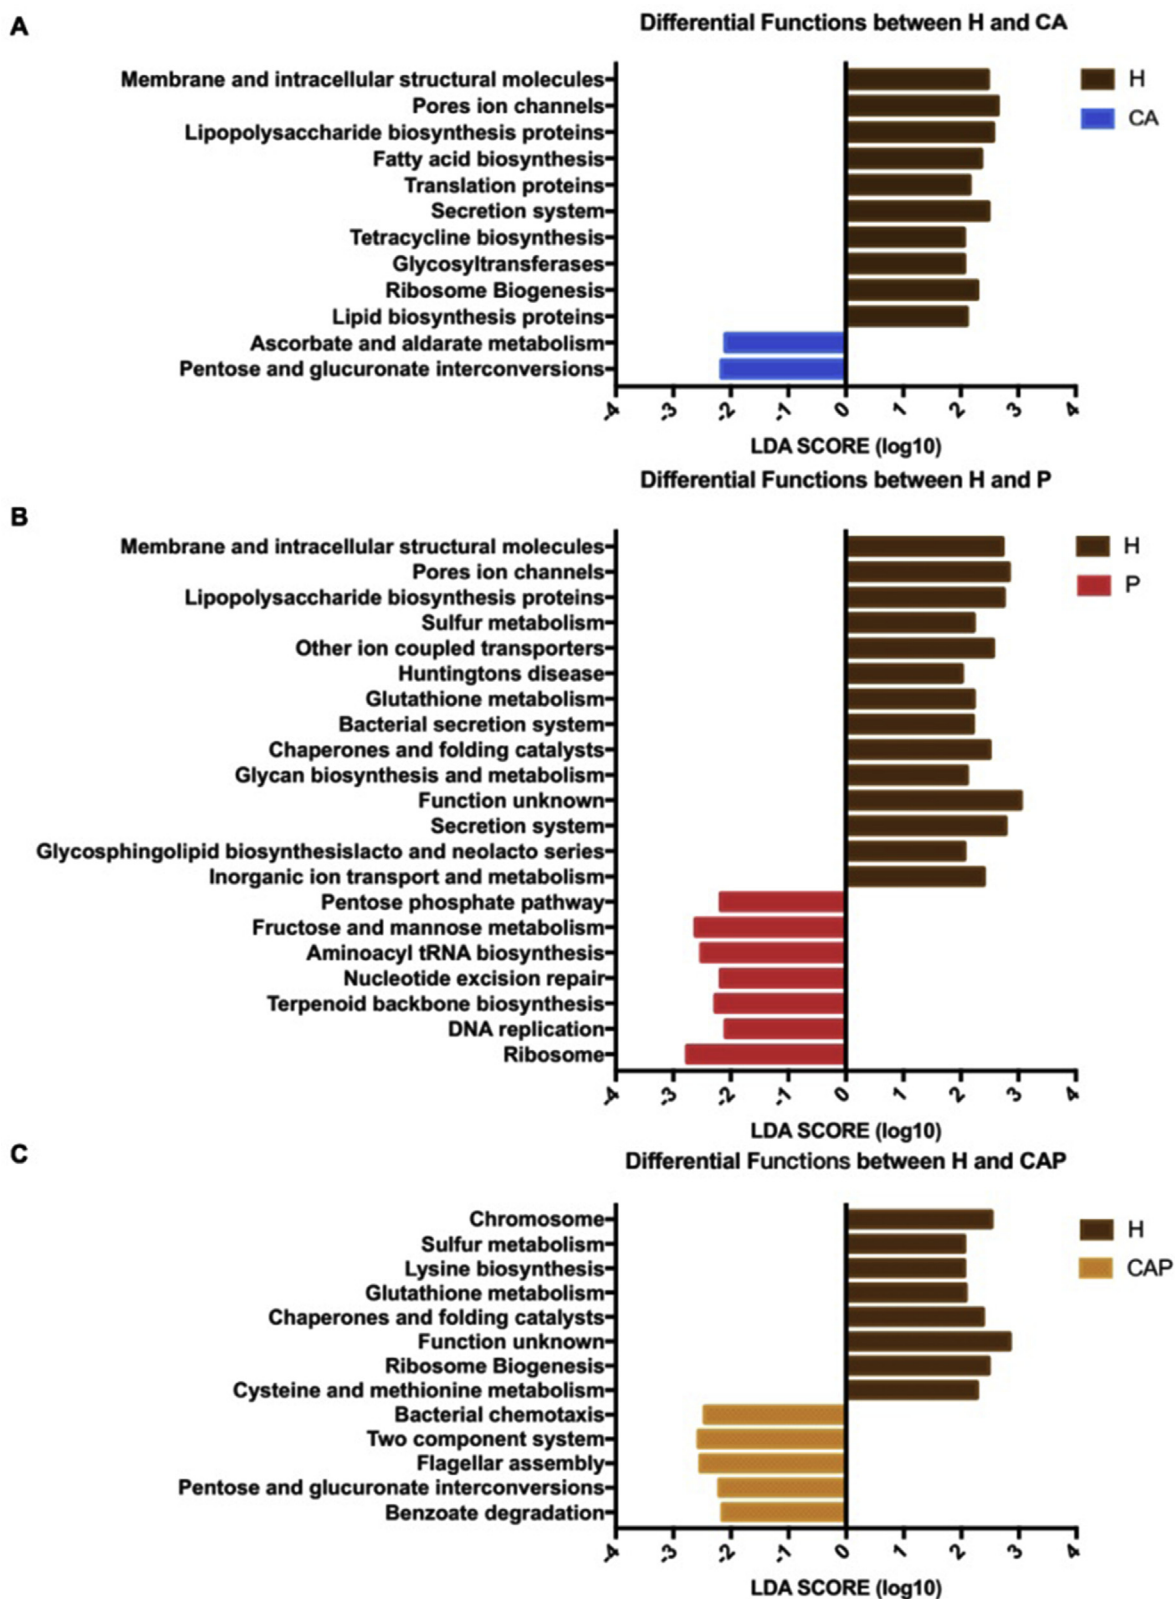 A
Differential Functions between H and CA
Membrane and intracellular structural molecules
Pores ion channels
Lipopolysaccharide biosynthesis proteins
Fatty acid biosynthesis
Translation proteins
Secretion system
Tetracycline biosynthesis
Glycosyltransferases
Ribosome Biogenesis
Lipid biosynthesis proteins
Ascorbate and aldarate metabolism
Pentose and glucuronate interconversions
H
CA
-4 -3 -2 -1 0 1 2 3 4
LDA SCORE (log10)
Differential Functions between H and P
B
Membrane and intracellular structural molecules
Pores ion channels
Lipopolysaccharide biosynthesis proteins
Sulfur metabolism
Other ion coupled transporters
Huntingtons disease
Glutathione metabolism
Bacterial secretion system
Chaperones and folding catalysts
Glycan biosynthesis and metabolism
Function unknown
Secretion system
Glycosphingolipid biosynthesislacto and neolacto series
Inorganic ion transport and metabolism
Pentose phosphate pathway
Fructose and mannose metabolism
Aminoacyl tRNA biosynthesis
Nucleotide excision repair
Terpenoid backbone biosynthesis
DNA replication
Ribosome
H
P
-4 -3 -2 -1 0 1 2 3 4
LDA SCORE (log10)
C
Differential Functions between H and CAP
Chromosome
Sulfur metabolism
Lysine biosynthesis
Glutathione metabolism
Chaperones and folding catalysts
Function unknown
Ribosome Biogenesis
Cysteine and methionine metabolism
Bacterial chemotaxis
Two component system
Flagellar assembly
Pentose and glucuronate interconversions
Benzoate degradation
H
CAP
-4 -3 -2 -1 0 1 2 3 4
LDA SCORE (log10)